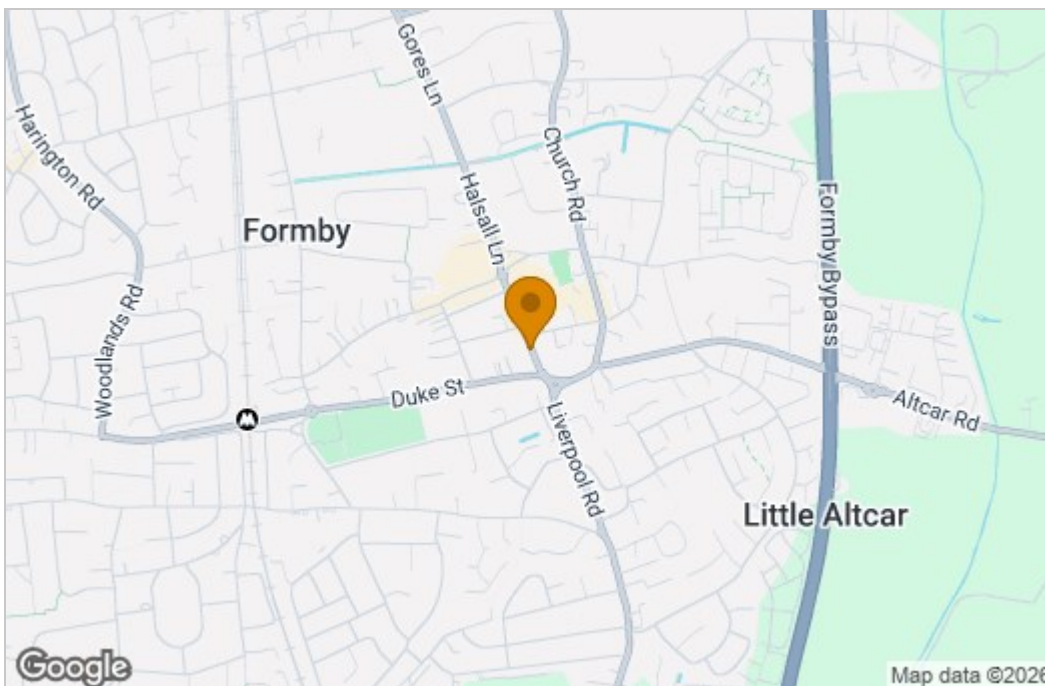 Gores Ln
Church Rd
Harington Rd
Halsall Ln
Formby
Formby Bypass
Woodlands Rd
Duke St
Altcar Rd
Liverpool Rd
Little Altcar
Google
Map data ©2026